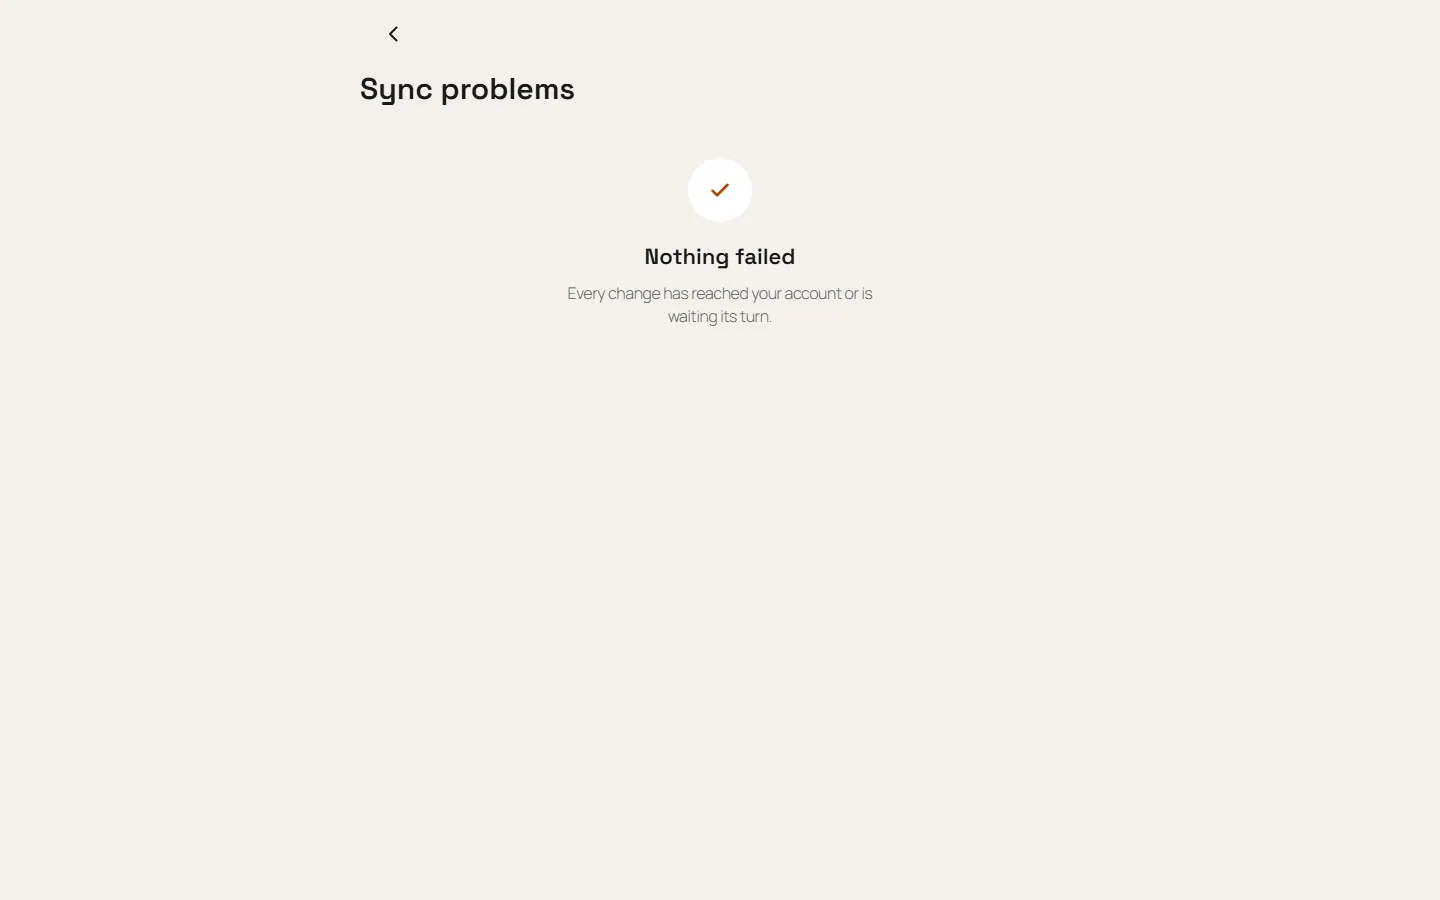 Sync problems
Nothing failed
Every change has reached your account or is
waiting its turn.